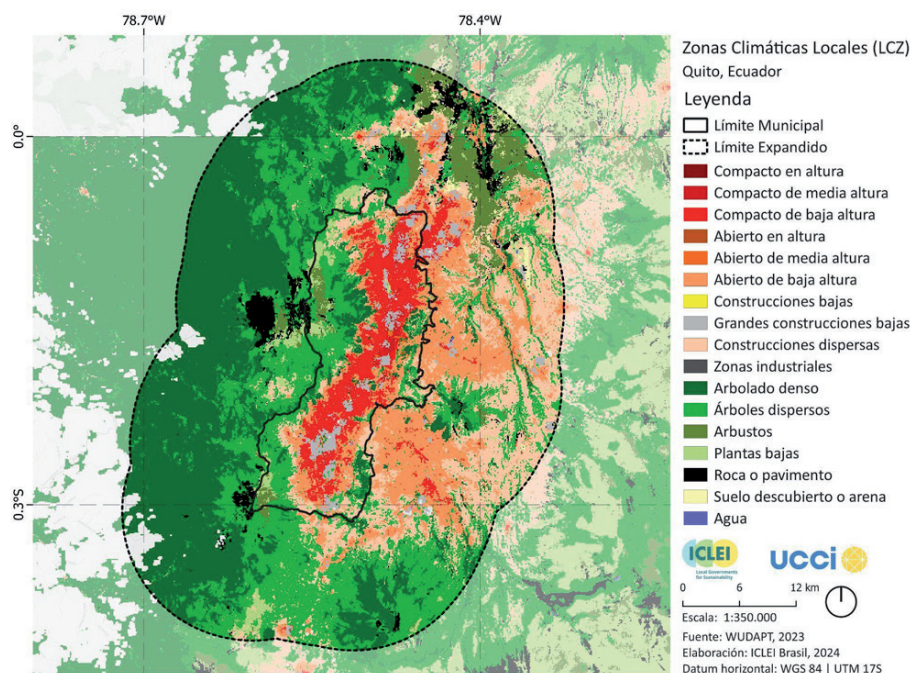 78.7°W
78.4°W
0.0°
0.3°S
Zonas Climáticas Locales (LCZ)
Quito, Ecuador
Leyenda
Límite Municipal
Límite Expandido
Compacto en altura
Compacto de media altura
Compacto de baja altura
Abierto en altura
Abierto de media altura
Abierto de baja altura
Construcciones bajas
Grandes construcciones bajas
Construcciones dispersas
Zonas industriales
Arbolado denso
Árboles dispersos
Arbustos
Plantas bajas
Roca o pavimento
Suelo descubierto o arena
Agua
ICLEI
Local Governments
for Sustainability
UCCi
0 6 12 km
Escala: 1:350.000
Fuente: WUDAPT, 2023
Elaboración: ICLEI Brasil, 2024
Datum horizontal: WGS 84 | UTM 17S